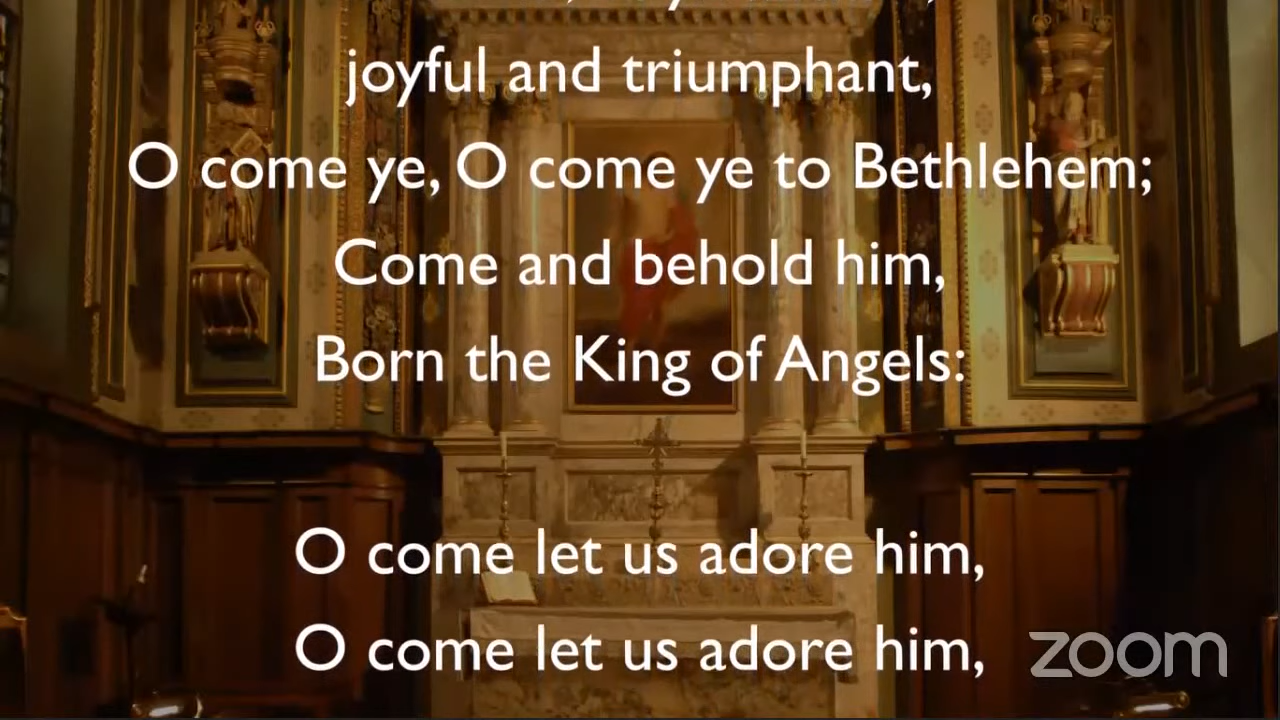 joyful and triumphant,
O come ye, O come ye to Bethlehem;
Come and behold him,
Born the King of Angels:
O come let us adore him,
O come let us adore him,
zoom